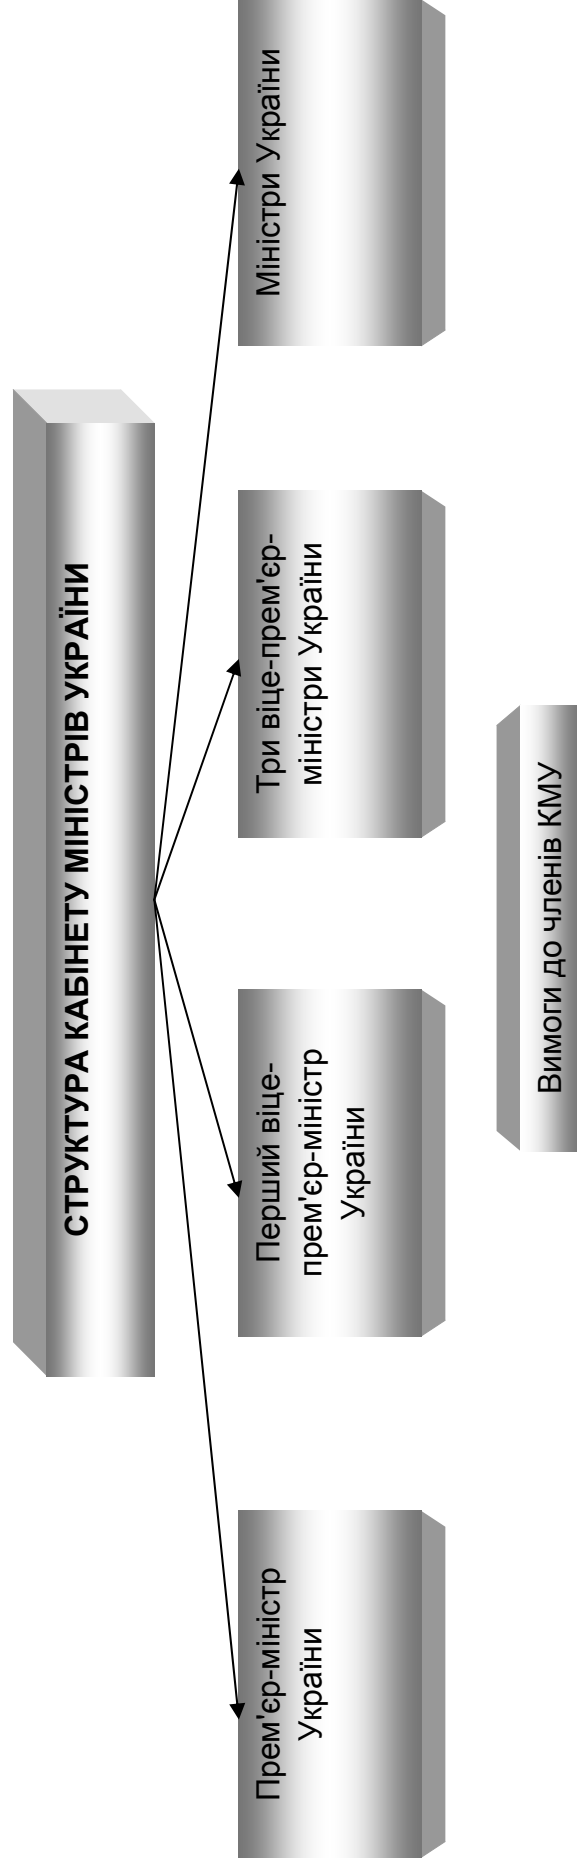 СТРУКТУРА КАБІНЕТУ МІНІСТРІВ УКРАЇНИ
Прем'єр-міністр
України
Перший віце-
прем'єр-міністр
України
Три віце-прем'єр-
міністри України
Міністри України
Вимоги до членів КМУ